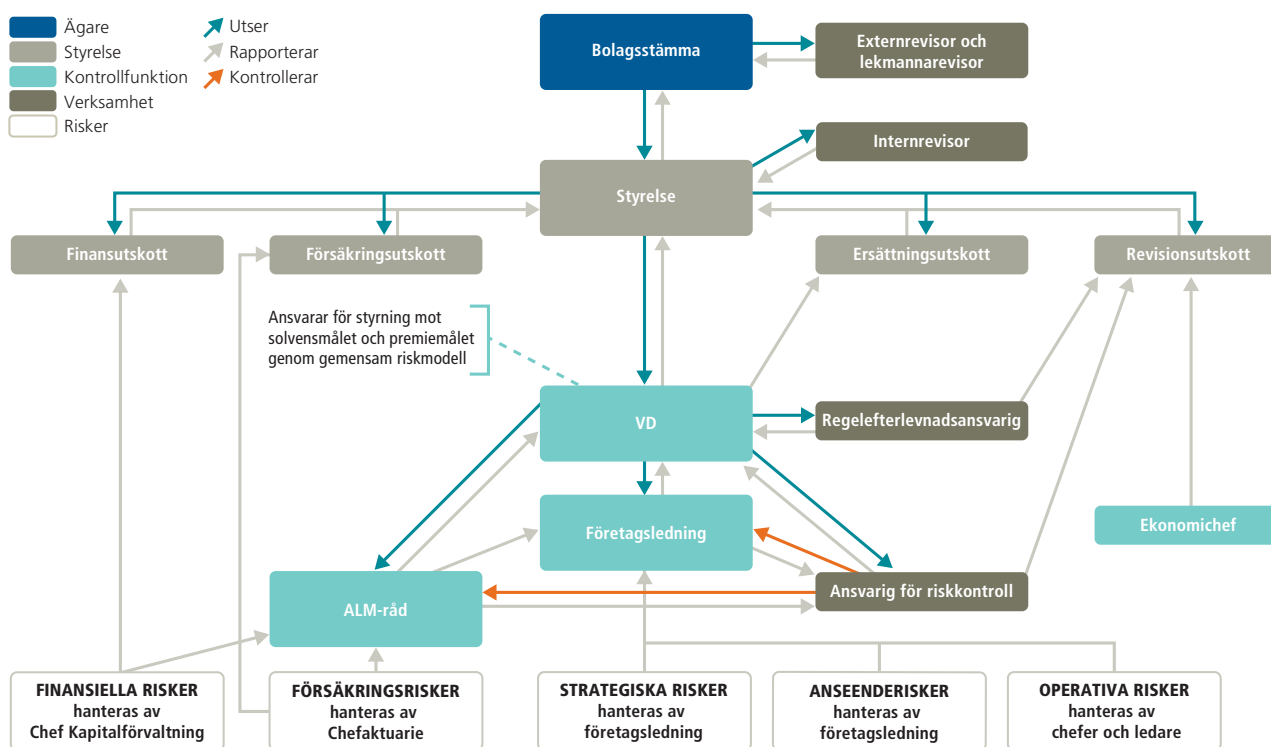 Ägare
Styrelse
Kontrollfunktion
Verksamhet
Risker
Utser
Rapporterar
Kontrollerar
Bolagsstämma
Externrevisor och
lekmannarevisor
Internrevisor
Styrelse
Finansutskott
Försäkringsutskott
Ersättningsutskott
Revisionsutskott
Ansvarar för styrning mot
solvensmålet och premiemålet
genom gemensam riskmodell
VD
Regelefterlevnadsansvarig
Företagsledning
Ekonomichef
ALM-råd
Ansvarig för riskkontroll
FINANSIELLA RISKER
hanteras av
Chef Kapitalförvaltning
FÖRSÄKRINGSRISKER
hanteras av
Chefaktuarie
STRATEGISKA RISKER
hanteras av
företagsledning
ANSEENDERISKER
hanteras av
företagsledning
OPERATIVA RISKER
hanteras av
chefer och ledare